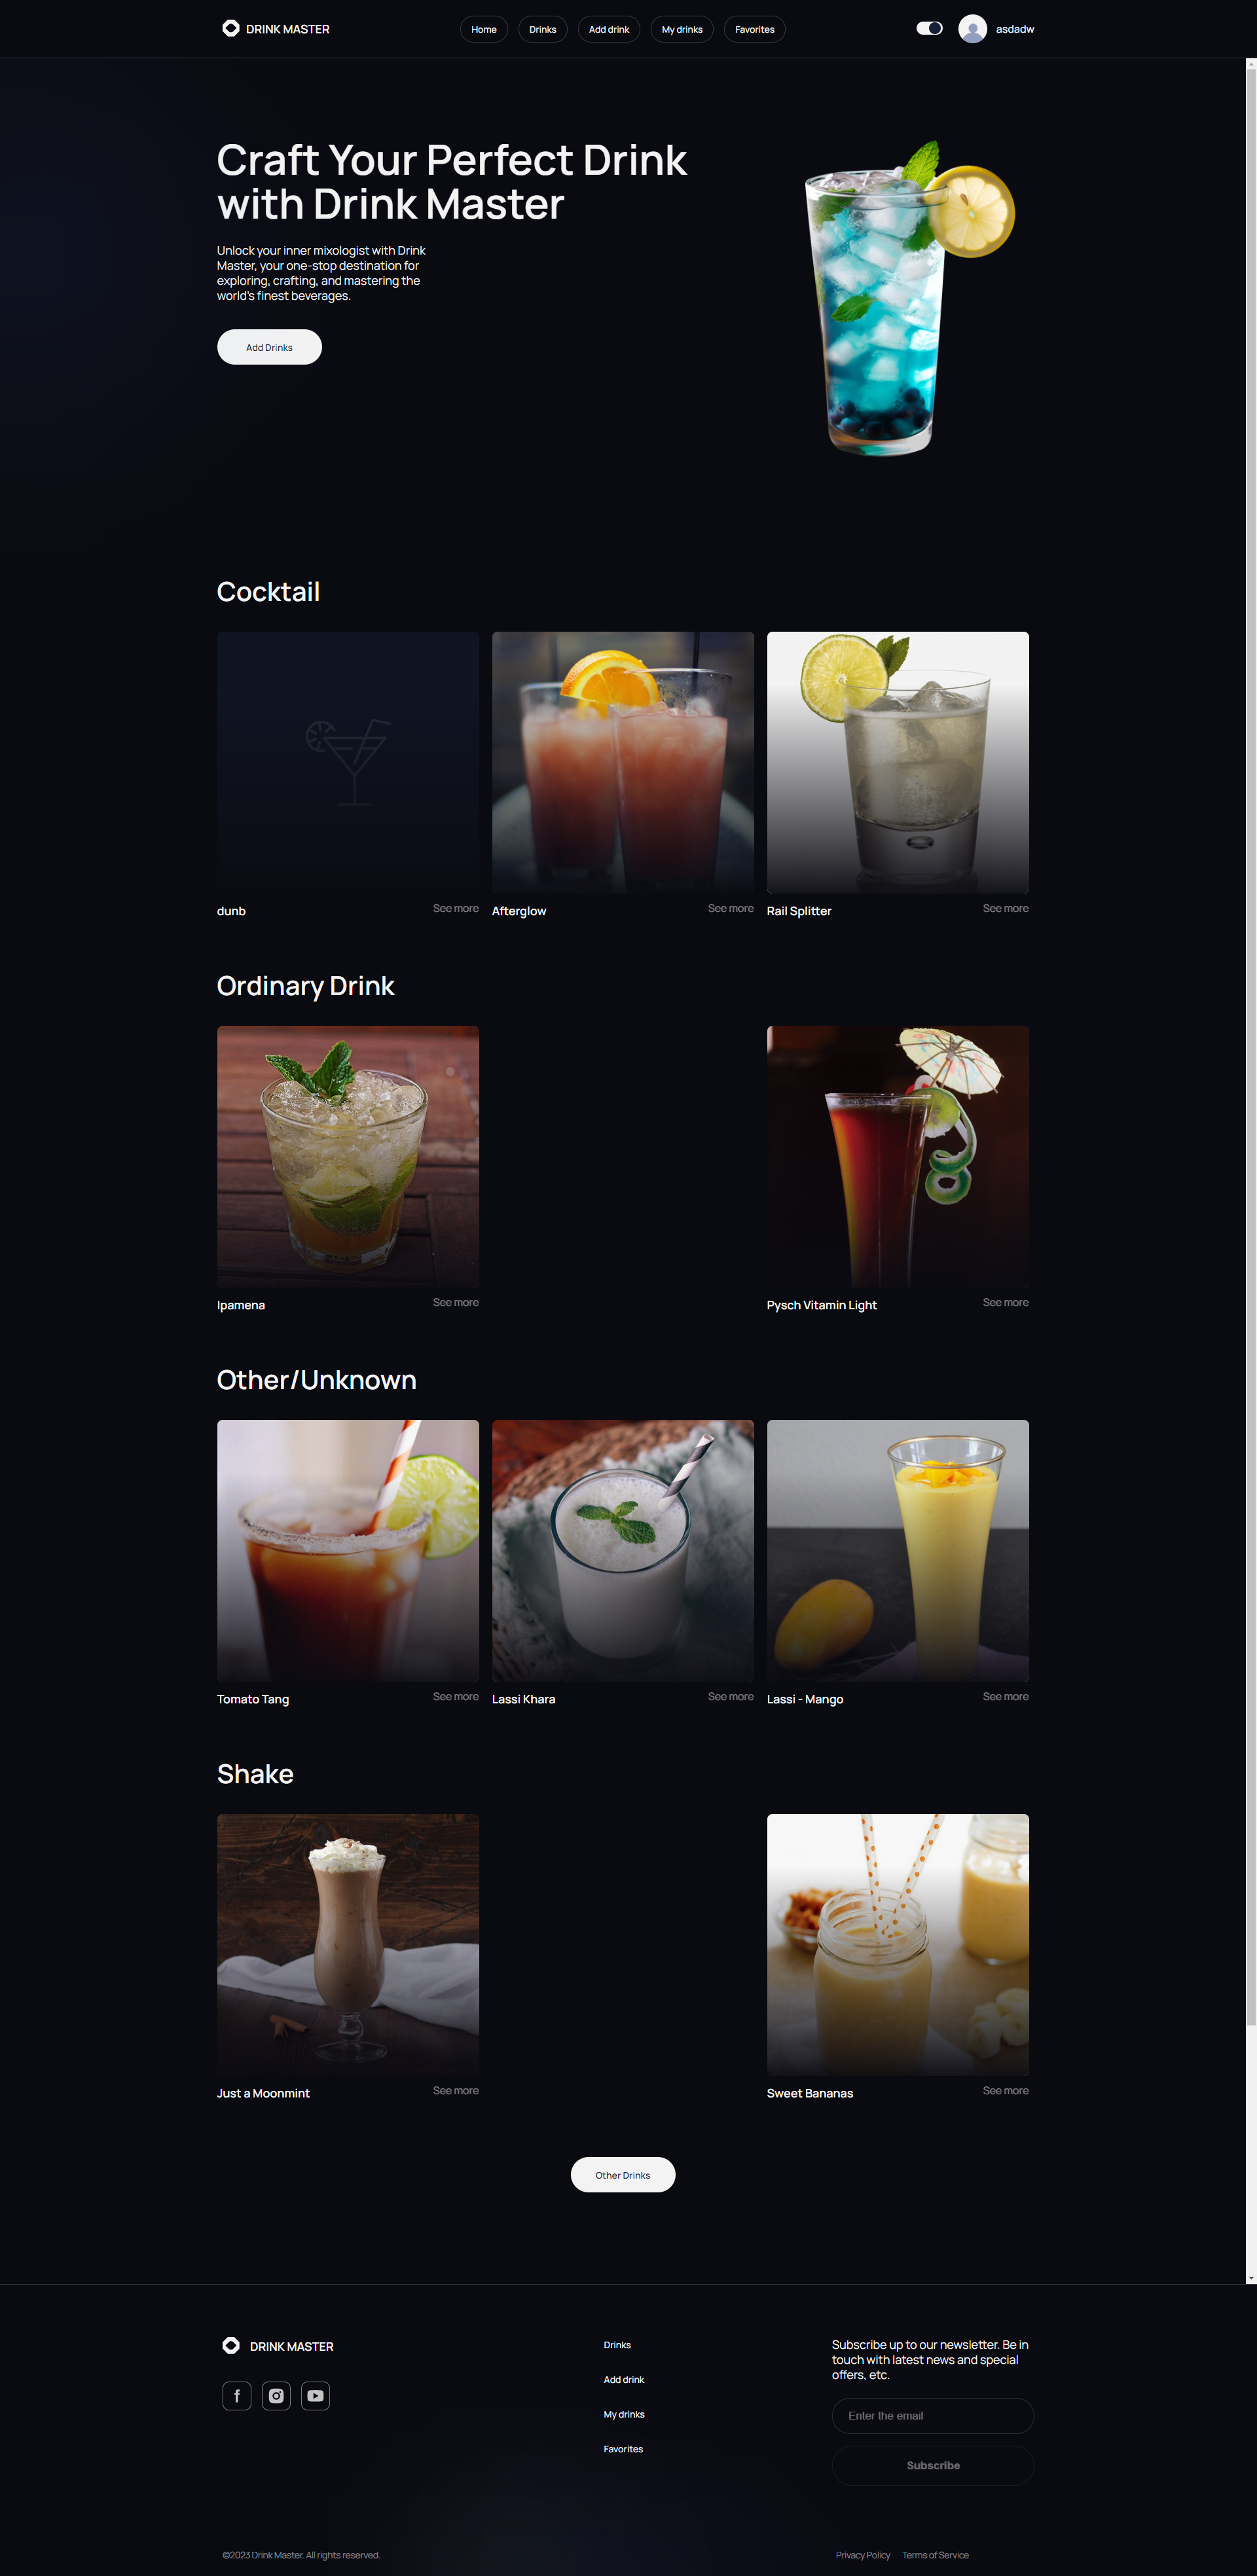 DRINK MASTER
Home
Drinks
Add drink
My drinks
Favorites
asdadw
Craft Your Perfect Drink
with Drink Master
Unlock your inner mixologist with Drink
Master, your one-stop destination for
exploring, crafting, and mastering the
world's finest beverages.
Add Drinks
Cocktail
dunb
See more
Afterglow
See more
Rail Splitter
See more
Ordinary Drink
Ipamena
See more
Pysch Vitamin Light
See more
Other/Unknown
Tomato Tang
See more
Lassi Khara
See more
Lassi - Mango
See more
Shake
Just a Moonmint
See more
Sweet Bananas
See more
Other Drinks
DRINK MASTER
Drinks
Add drink
My drinks
Favorites
Subscribe up to our newsletter. Be in
touch with latest news and special
offers, etc.
Enter the email
Subscribe
©2023 Drink Master. All rights reserved.
Privacy Policy
Terms of Service